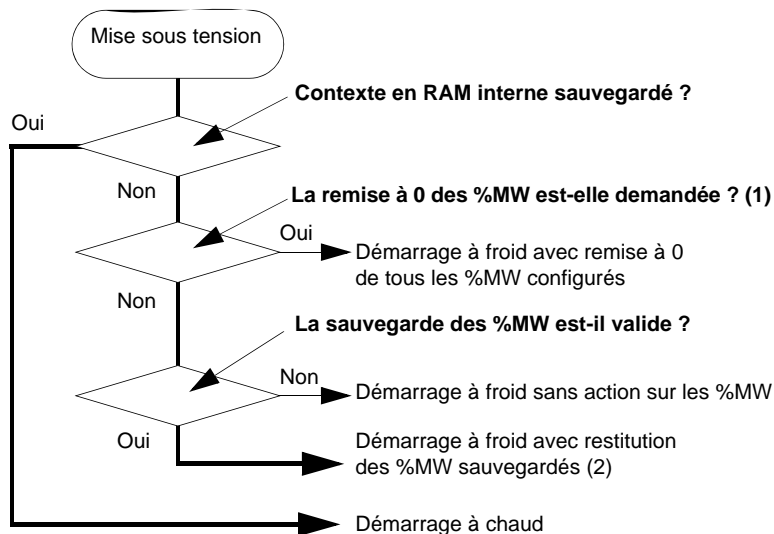 Mise sous tension
Contexte en RAM interne sauvegardé ?
Oui
Non
La remise à 0 des %MW est-elle demandée ? (1)
Oui
Démarrage à froid avec remise à 0
de tous les %MW configurés
Non
La sauvegarde des %MW est-il valide ?
Non
Démarrage à froid sans action sur les %MW
Oui
Démarrage à froid avec restitution
des %MW sauvegardés (2)
Démarrage à chaud